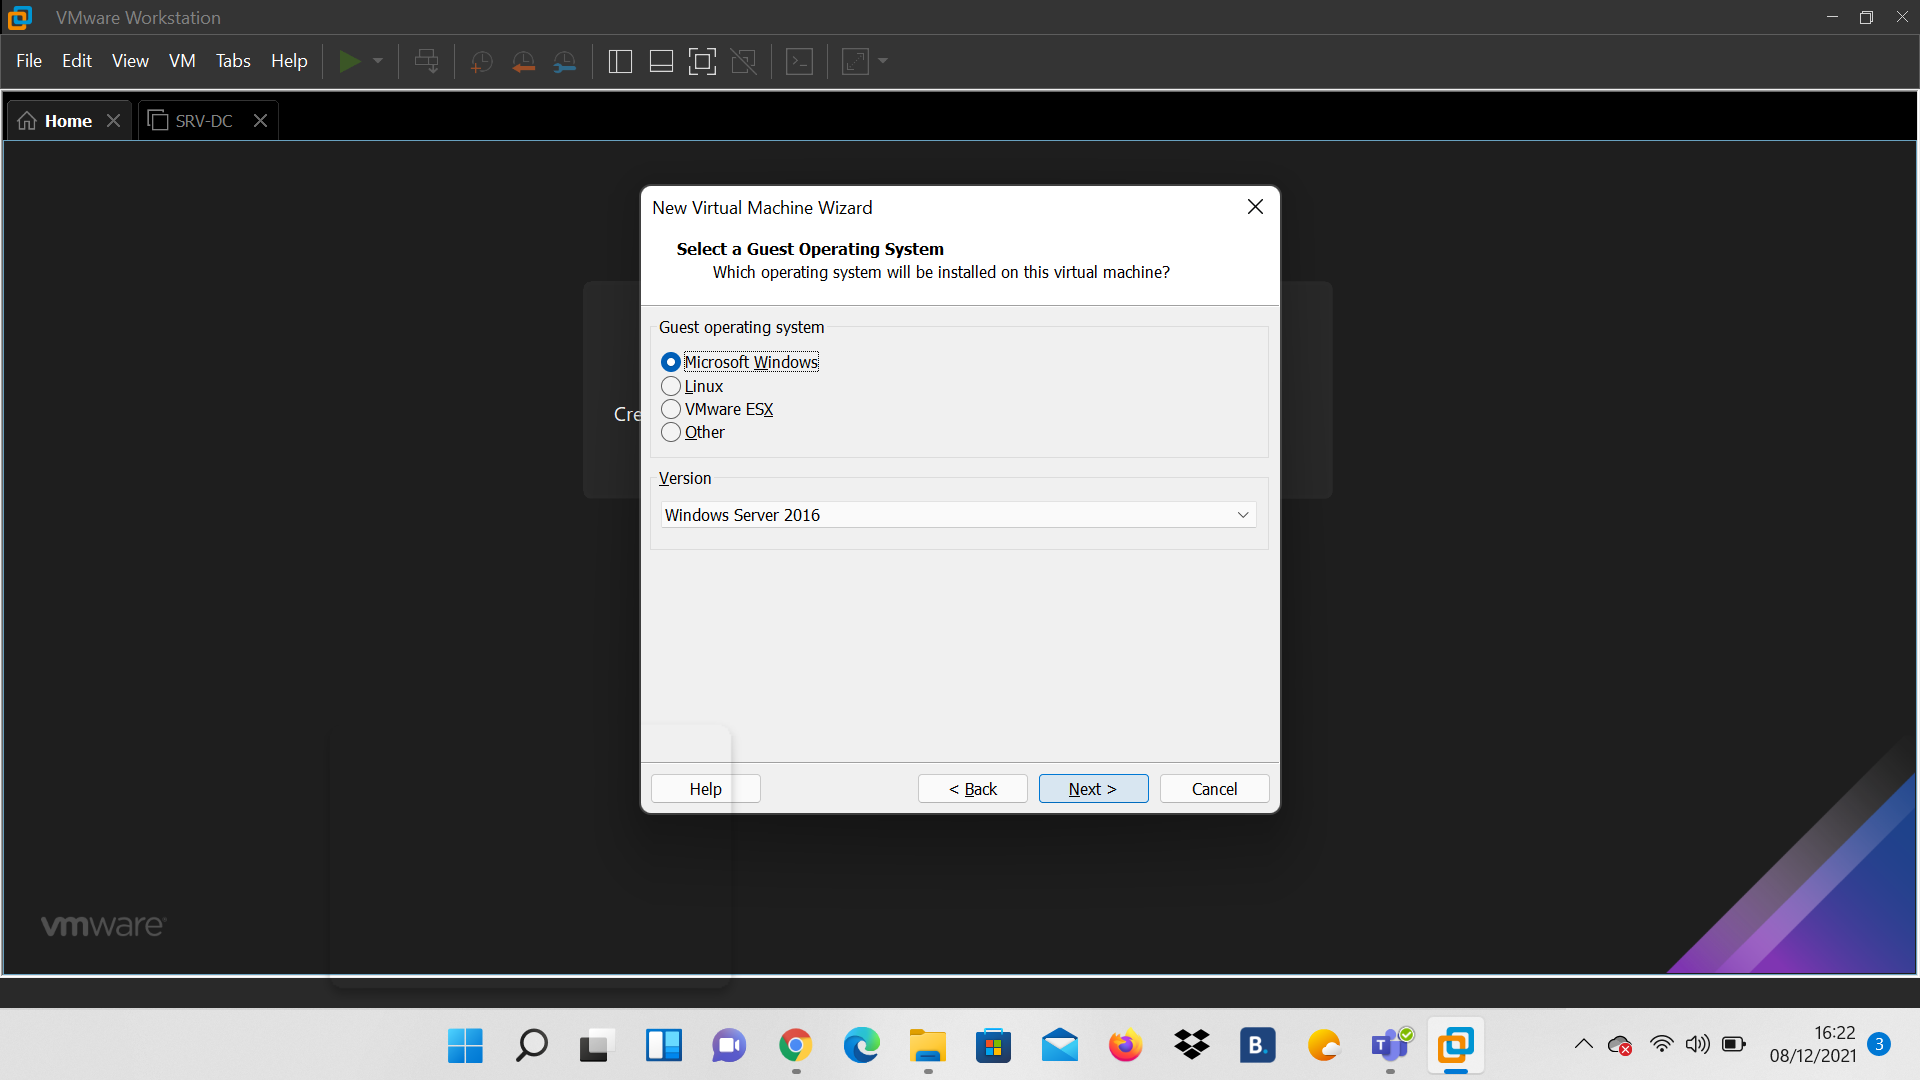 VMware Workstation
File Edit View VM Tabs Help
Home SRV-DC
New Virtual Machine Wizard
Select a Guest Operating System
Which operating system will be installed on this virtual machine?
Guest operating system
Microsoft Windows
Linux
Cre
VMware ESX
Other
Version
Windows Server 2016
Help < Back Next > Cancel
vmware
B.
T
16:22
08/12/2021
3